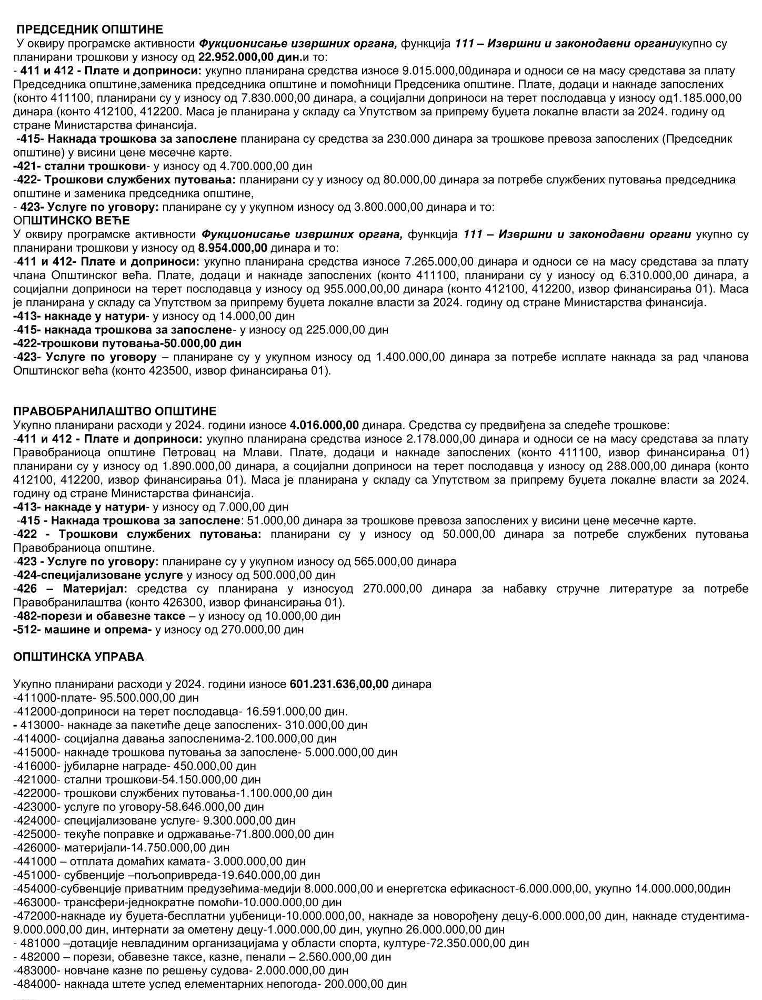 ПРЕДСЕДНИК ОПШТИНЕ
У оквиру програмске активности Фукционисање извршних органа, функција 111 – Извршни и законодавни органиукупно су
планирани трошкови у износу од 22.952.000,00 дин.и то:
- 411 и 412 - Плате и доприноси: укупно планирана средства износе 9.015.000,00динара и односи се на масу средстава за плату
Председника општине,заменика председника општине и помоћници Предсеника општине. Плате, додаци и накнаде запослених
(конто 411100, планирани су у износу од 7.830.000,00 динара, а социјални доприноси на терет послодавца у износу од1.185.000,00
динара (конто 412100, 412200. Маса је планирана у складу са Упутством за припрему буџета локалне власти за 2024. годину од
стране Министарства финансија.
-415- Накнада трошкова за запослене планирана су средства за 230.000 динара за трошкове превоза запослених (Председник
општине) у висини цене месечне карте.
-421- стални трошкови- у износу од 4.700.000,00 дин
-422- Трошкови службених путовања: планирани су у износу од 80.000,00 динара за потребе службених путовања председника
општине и заменика председника општине,
- 423- Услуге по уговору: планиране су у укупном износу од 3.800.000,00 динара и то:
ОПШТИНСКО ВЕЋЕ
У оквиру програмске активности Фукционисање извршних органа, функција 111 – Извршни и законодавни органи укупно су
планирани трошкови у износу од 8.954.000,00 динара и то:
-411 и 412- Плате и доприноси: укупно планирана средства износе 7.265.000,00 динара и односи се на масу средстава за плату
члана Општинског већа. Плате, додаци и накнаде запослених (конто 411100, планирани су у износу од 6.310.000,00 динара, а
социјални доприноси на терет послодавца у износу од 955.000,00,00 динара (конто 412100, 412200, извор финансирања 01). Маса
је планирана у складу са Упутством за припрему буџета локалне власти за 2024. годину од стране Министарства финансија.
-413- накнаде у натури- у износу од 14.000,00 дин
-415- накнада трошкова за запослене- у износу од 225.000,00 дин
-422-трошкови путовања-50.000,00 дин
-423- Услуге по уговору – планиране су у укупном износу од 1.400.000,00 динара за потребе исплате накнада за рад чланова
Општинског већа (конто 423500, извор финансирања 01).
ПРАВОБРАНИЛАШТВО ОПШТИНЕ
Укупно планирани расходи у 2024. години износе 4.016.000,00 динара. Средства су предвиђена за следеће трошкове:
-411 и 412 - Плате и доприноси: укупно планирана средства износе 2.178.000,00 динара и односи се на масу средстава за плату
Правобраниоца општине Петровац на Млави. Плате, додаци и накнаде запослених (конто 411100, извор финансирања 01)
планирани су у износу од 1.890.000,00 динара, а социјални доприноси на терет послодавца у износу од 288.000,00 динара (конто
412100, 412200, извор финансирања 01). Маса је планирана у складу са Упутством за припрему буџета локалне власти за 2024.
годину од стране Министарства финансија.
-413- накнаде у натури- у износу од 7.000,00 дин
-415 - Накнада трошкова за запослене: 51.000,00 динара за трошкове превоза запослених у висини цене месечне карте.
-422 - Трошкови службених путовања: планирани су у износу од 50.000,00 динара за потребе службених путовања
Правобраниоца општине.
-423 - Услуге по уговору: планиране су у укупном износу од 565.000,00 динара
-424-специјализоване услуге у износу од 500.000,00 дин
-426 – Материјал: средства су планирана у износуод 270.000,00 динара за набавку стручне литературе за потребе
Правобранилаштва (конто 426300, извор финансирања 01).
-482-порези и обавезне таксе – у износу од 10.000,00 дин
-512- машине и опрема- у износу од 270.000,00 дин
ОПШТИНСКА УПРАВА
Укупно планирани расходи у 2024. години износе 601.231.636,00,00 динара
-411000-плате- 95.500.000,00 дин
-412000-доприноси на терет послодавца- 16.591.000,00 дин.
- 413000- накнаде за пакетиће деце запослених- 310.000,00 дин
-414000- социјална давања запосленима-2.100.000,00 дин
-415000- накнаде трошкова путовања за запослене- 5.000.000,00 дин
-416000- јубиларне награде- 450.000,00 дин
-421000- стални трошкови-54.150.000,00 дин
-422000- трошкови службених путовања-1.100.000,00 дин
-423000- услуге по уговору-58.646.000,00 дин
-424000- специјализоване услуге- 9.300.000,00 дин
-425000- текуће поправке и одржавање-71.800.000,00 дин
-426000- материјали-14.750.000,00 дин
-441000 – отплата домаћих камата- 3.000.000,00 дин
-451000- субвенције –пољопривреда-19.640.000,00 дин
-454000-субвенције приватним предузећима-медији 8.000.000,00 и енергетска ефикасност-6.000.000,00, укупно 14.000.000,00дин
-463000- трансфери-једнократне помоћи-10.000.000,00 дин
-472000-накнаде иу буџета-бесплатни уџбеници-10.000.000,00, накнаде за новорођену децу-6.000.000,00 дин, накнаде студентима-
9.000.000,00 дин, интернати за ометену децу-1.000.000,00 дин, укупно 26.000.000,00 дин
- 481000 –дотације невладиним организацијама у области спорта, културе-72.350.000,00 дин
- 482000 – порези, обавезне таксе, казне, пенали – 2.560.000,00 дин
-483000- новчане казне по решењу судова- 2.000.000,00 дин
-484000- накнада штете услед елементарних непогода- 200.000,00 дин